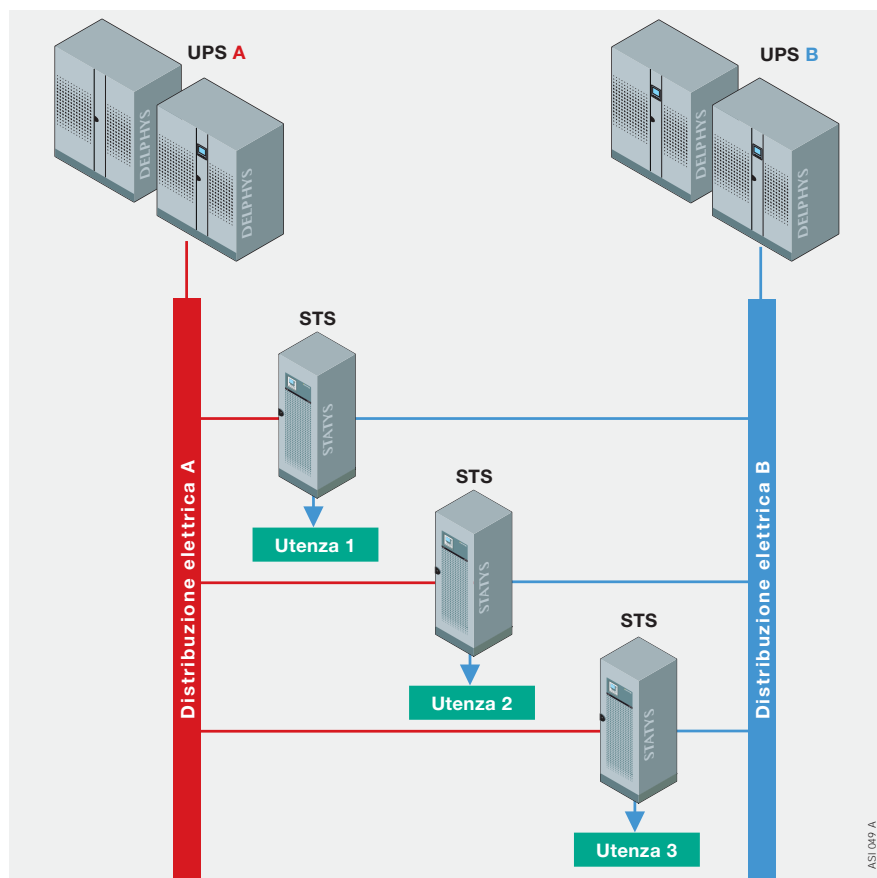 UPS A
UPS B
DELPHYS
DELPHYS
DELPHYS
DELPHYS
STS
STATYS
Utenza 1
STS
STATYS
Utenza 2
STS
STATYS
Utenza 3
Distribuzione elettrica A
Distribuzione elettrica B
ASI 049 A